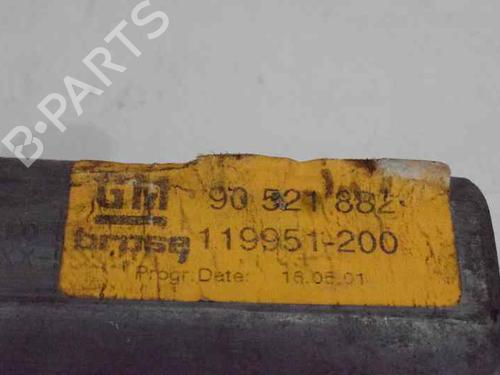 B-PARTS
GM 90 521 882
brose 119951-200
Progr. Date: 16.05.01